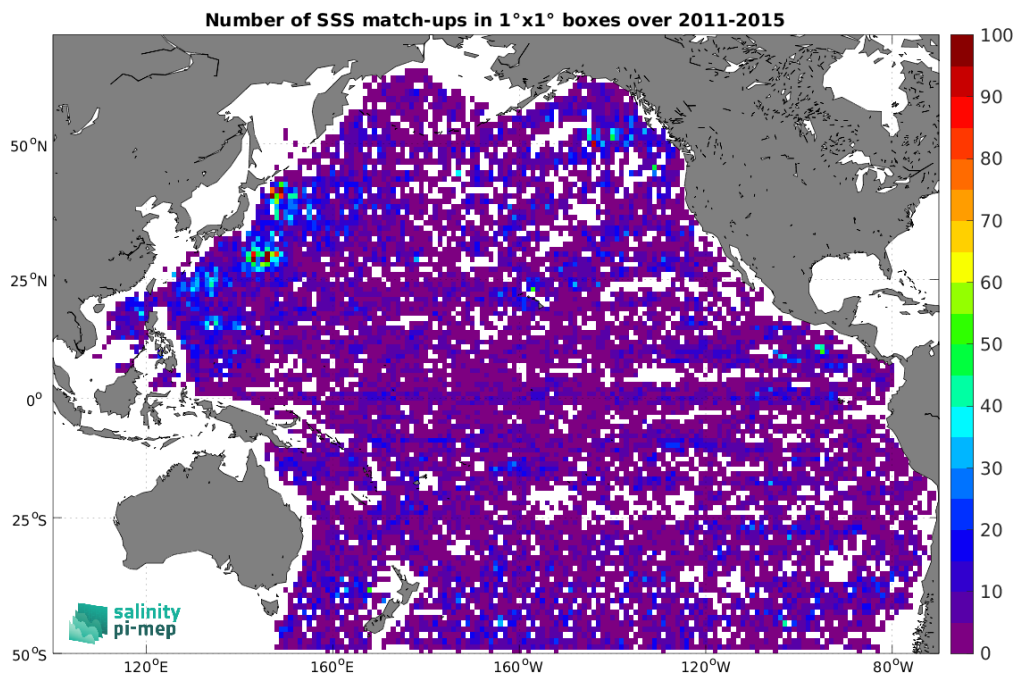 Number of SSS match-ups in 1°x1° boxes over 2011-2015
100
90
80
70
60
50
40
30
20
10
0
50°N
25°N
0°
25°S
50°S
120°E
160°E
160°W
120°W
80°W
salinity
pi-mep